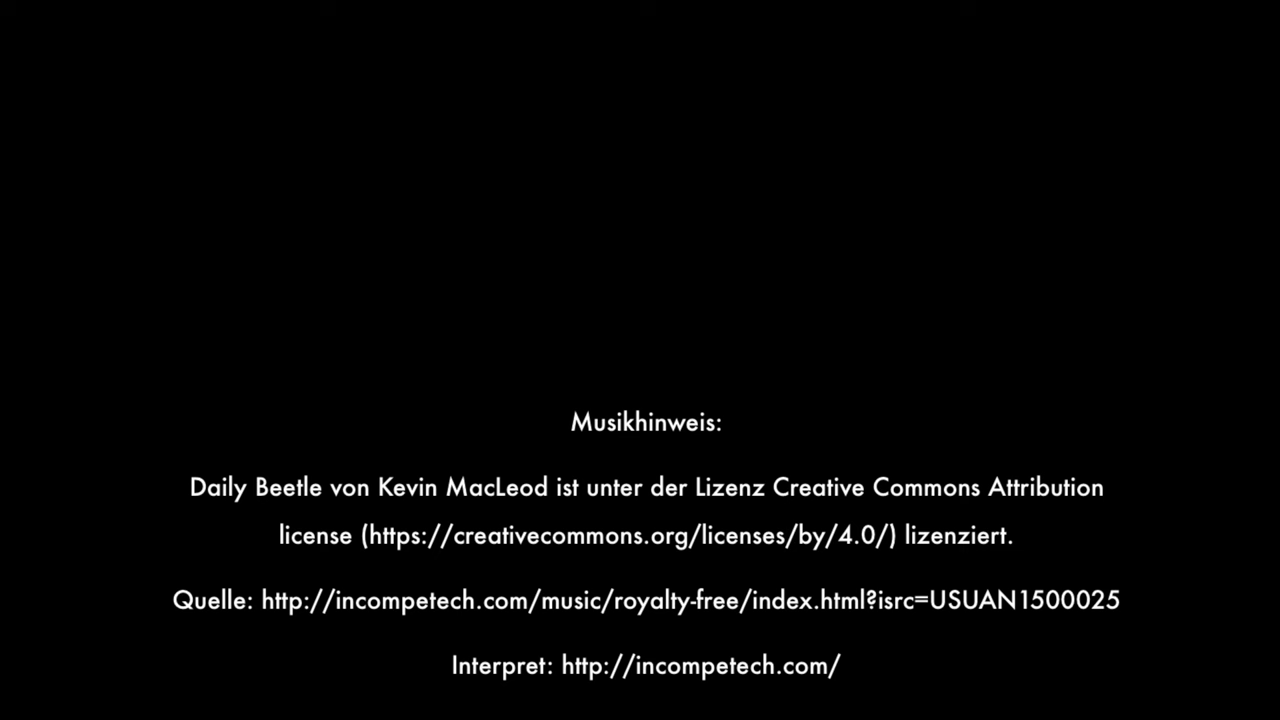 Musikhinweis:
Daily Beetle von Kevin MacLeod ist unter der Lizenz Creative Commons Attribution
license (https://creativecommons.org/licenses/by/4.0/) lizenziert.
Quelle: http://incompetech.com/music/royalty-free/index.html?isrc=USUAN1500025
Interpret: http://incompetech.com/